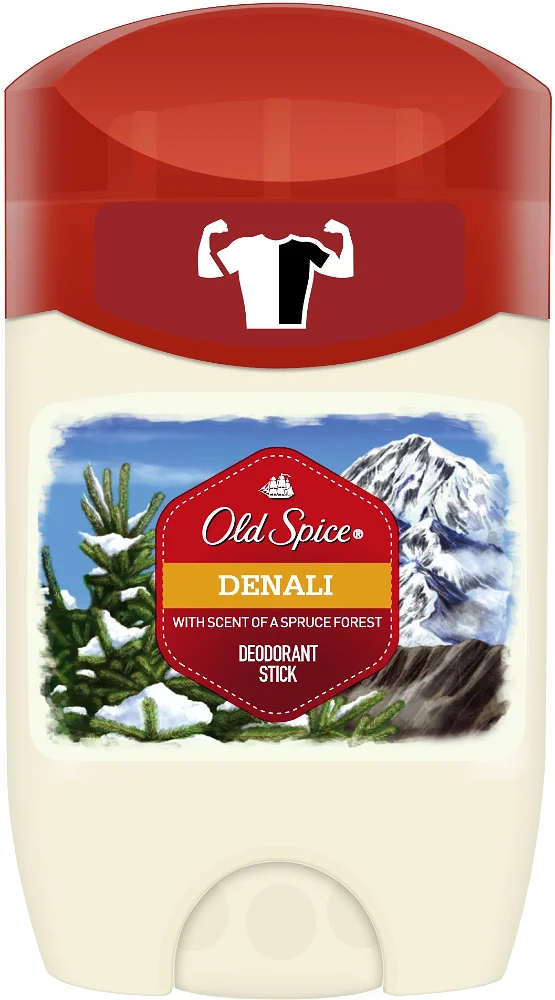 Old Spice®
DENALI
WITH SCENT OF A SPRUCE FOREST
DEODORANT
STICK